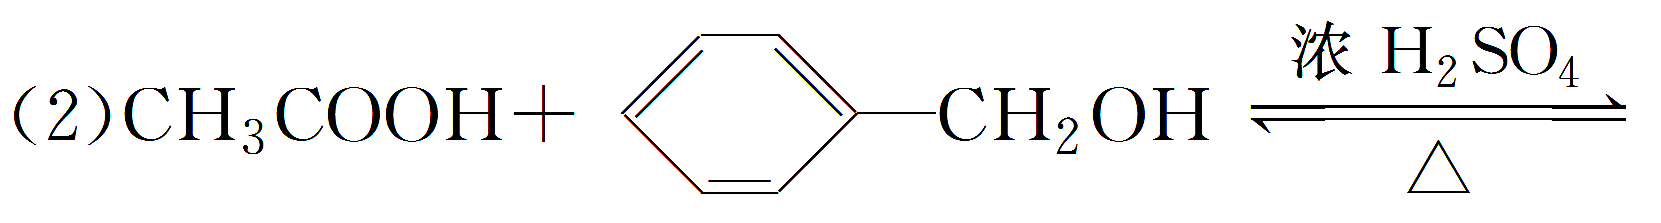 浓 H₂SO₄
(2)CH₃COOH+ —CH₂OH
△